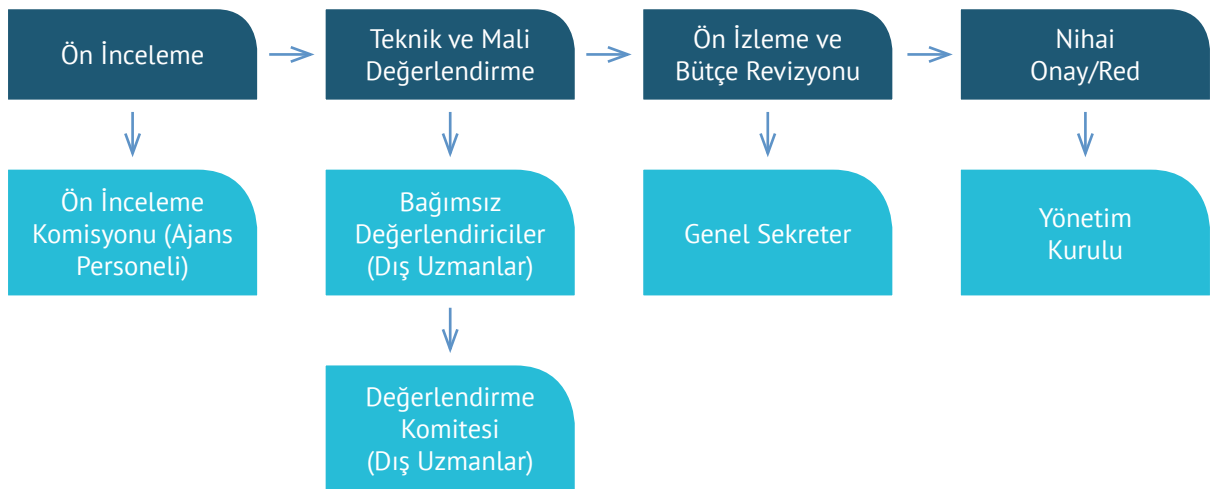 Ön İnceleme
Teknik ve Mali
Değerlendirme
Ön İzleme ve
Bütçe Revizyonu
Nihai
Onay/Red
Ön İnceleme
Komisyonu (Ajans
Personeli)
Bağımsız
Değerlendiriciler
(Dış Uzmanlar)
Genel Sekreter
Yönetim
Kurulu
Değerlendirme
Komitesi
(Dış Uzmanlar)